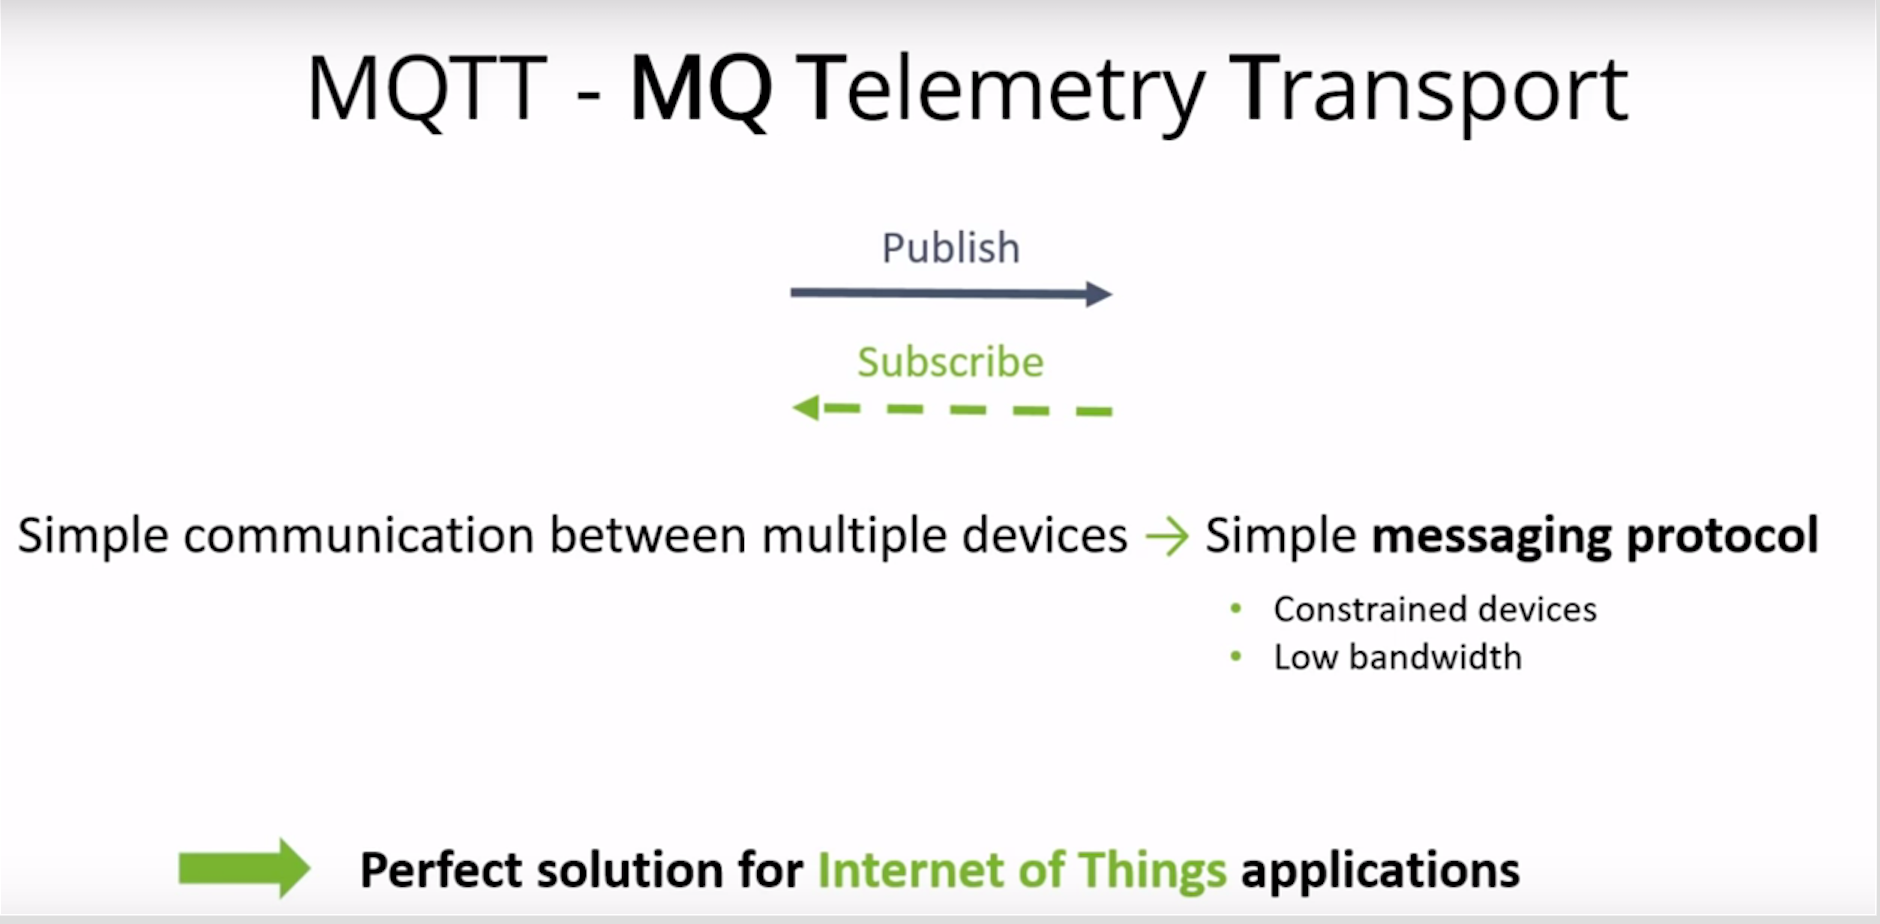 MQTT - MQ Telemetry Transport
Publish
Subscribe
Simple communication between multiple devices → Simple messaging protocol
• Constrained devices
• Low bandwidth
Perfect solution for Internet of Things applications